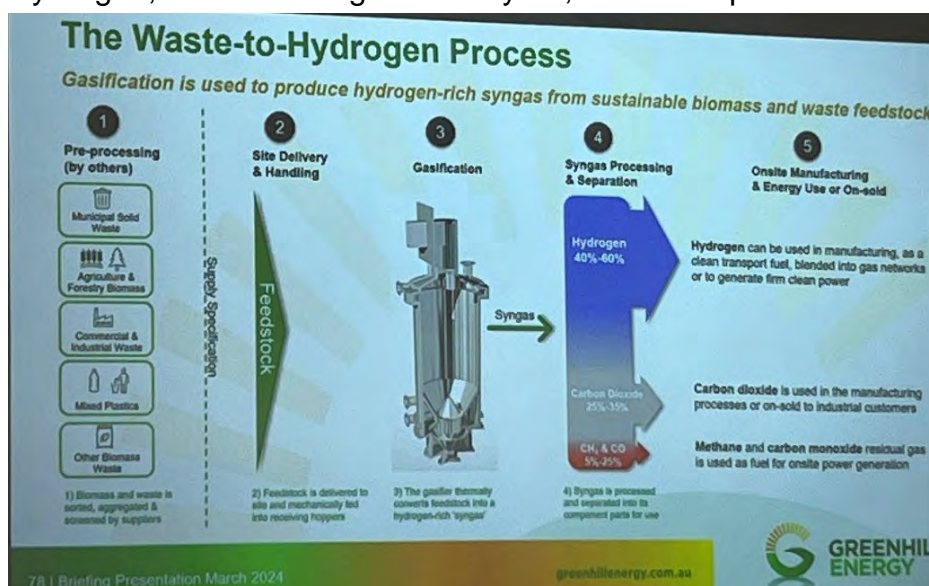 The Waste-to-Hydrogen Process
Gasification is used to produce hydrogen-rich syngas from sustainable biomass and waste feedstock
1
Pre-processing
(by others)
Municipal Solid
Waste
Agriculture &
Forestry Biomass
Commercial &
Industrial Waste
Mixed Plastics
Other Biomass
Waste
1) Biomass and waste is
sorted, aggregated &
screened by suppliers
Supply Specification
2
Site Delivery
& Handling
Feedstock
2) Feedstock is delivered to
site and mechanically fed
into receiving hoppers
3
Gasification
Syngas
3) The gasifier thermally
converts feedstock into a
hydrogen-rich 'syngas'
4
Syngas Processing
& Separation
Hydrogen
40%-60%
Carbon Dioxide
25%-35%
CH₄ & CO
5%-25%
4) Syngas is processed
and separated into its
component parts for use
5
Onsite Manufacturing
& Energy Use or On-sold
Hydrogen can be used in manufacturing, as a
clean transport fuel, blended into gas networks
or to generate firm clean power
Carbon dioxide is used in the manufacturing
processes or on-sold to industrial customers
Methane and carbon monoxide residual gas
is used as fuel for onsite power generation
78 | Briefing Presentation March 2024
greenhillenergy.com.au
GREENHIL
ENERGY